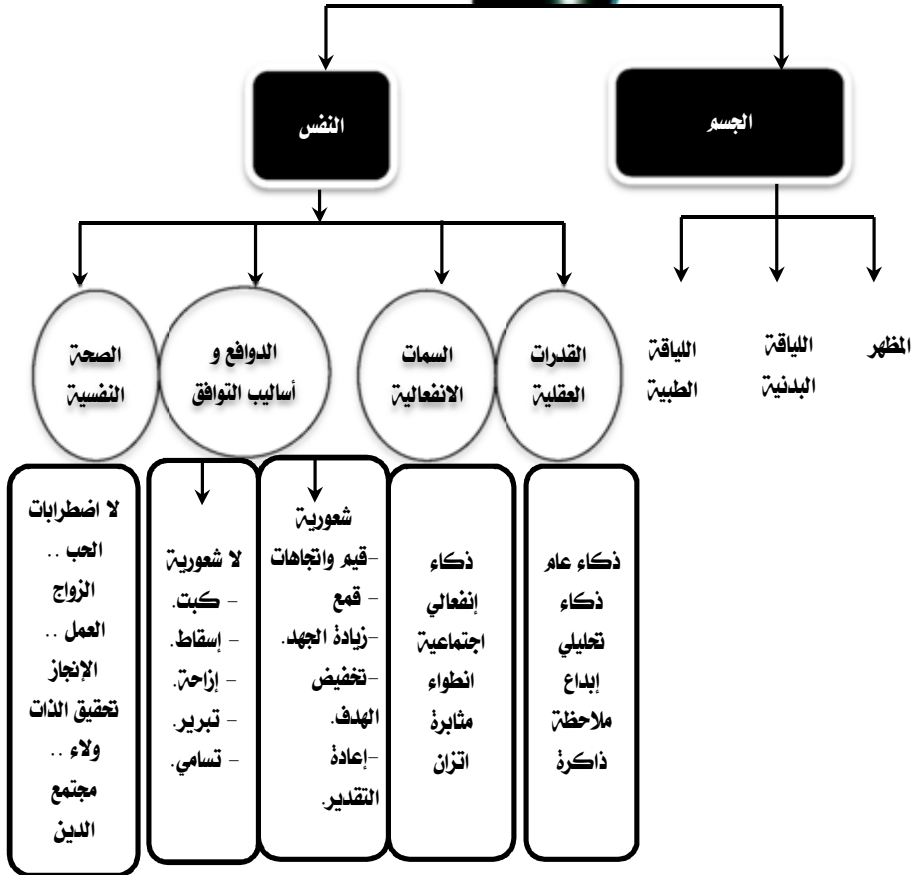 الجسم
النفس
المظهر
اللياقة
البدنية
اللياقة
الطبية
القدرات
العقلية
السمات
الانفعالية
الدوافع و
أساليب التوافق
الصحة
النفسية
ذكاء عام
ذكاء
تحليلي
إبداع
ملاحظة
ذاكرة
ذكاء
إنفعالي
اجتماعية
انطواء
مثابرة
اتزان
شعورية
-قيم واتجاهات
- قمع
-زيادة الجهد.
-تخفيض
الهدف.
-إعادة
التقدير.
لا شعورية
- كبت.
- إسقاط.
- إزاحة.
- تبرير.
- تسامي.
لا اضطرابات
الحب ..
الزواج
العمل ..
الإنجاز
تحقيق الذات
ولاء ..
مجتمع
الدين